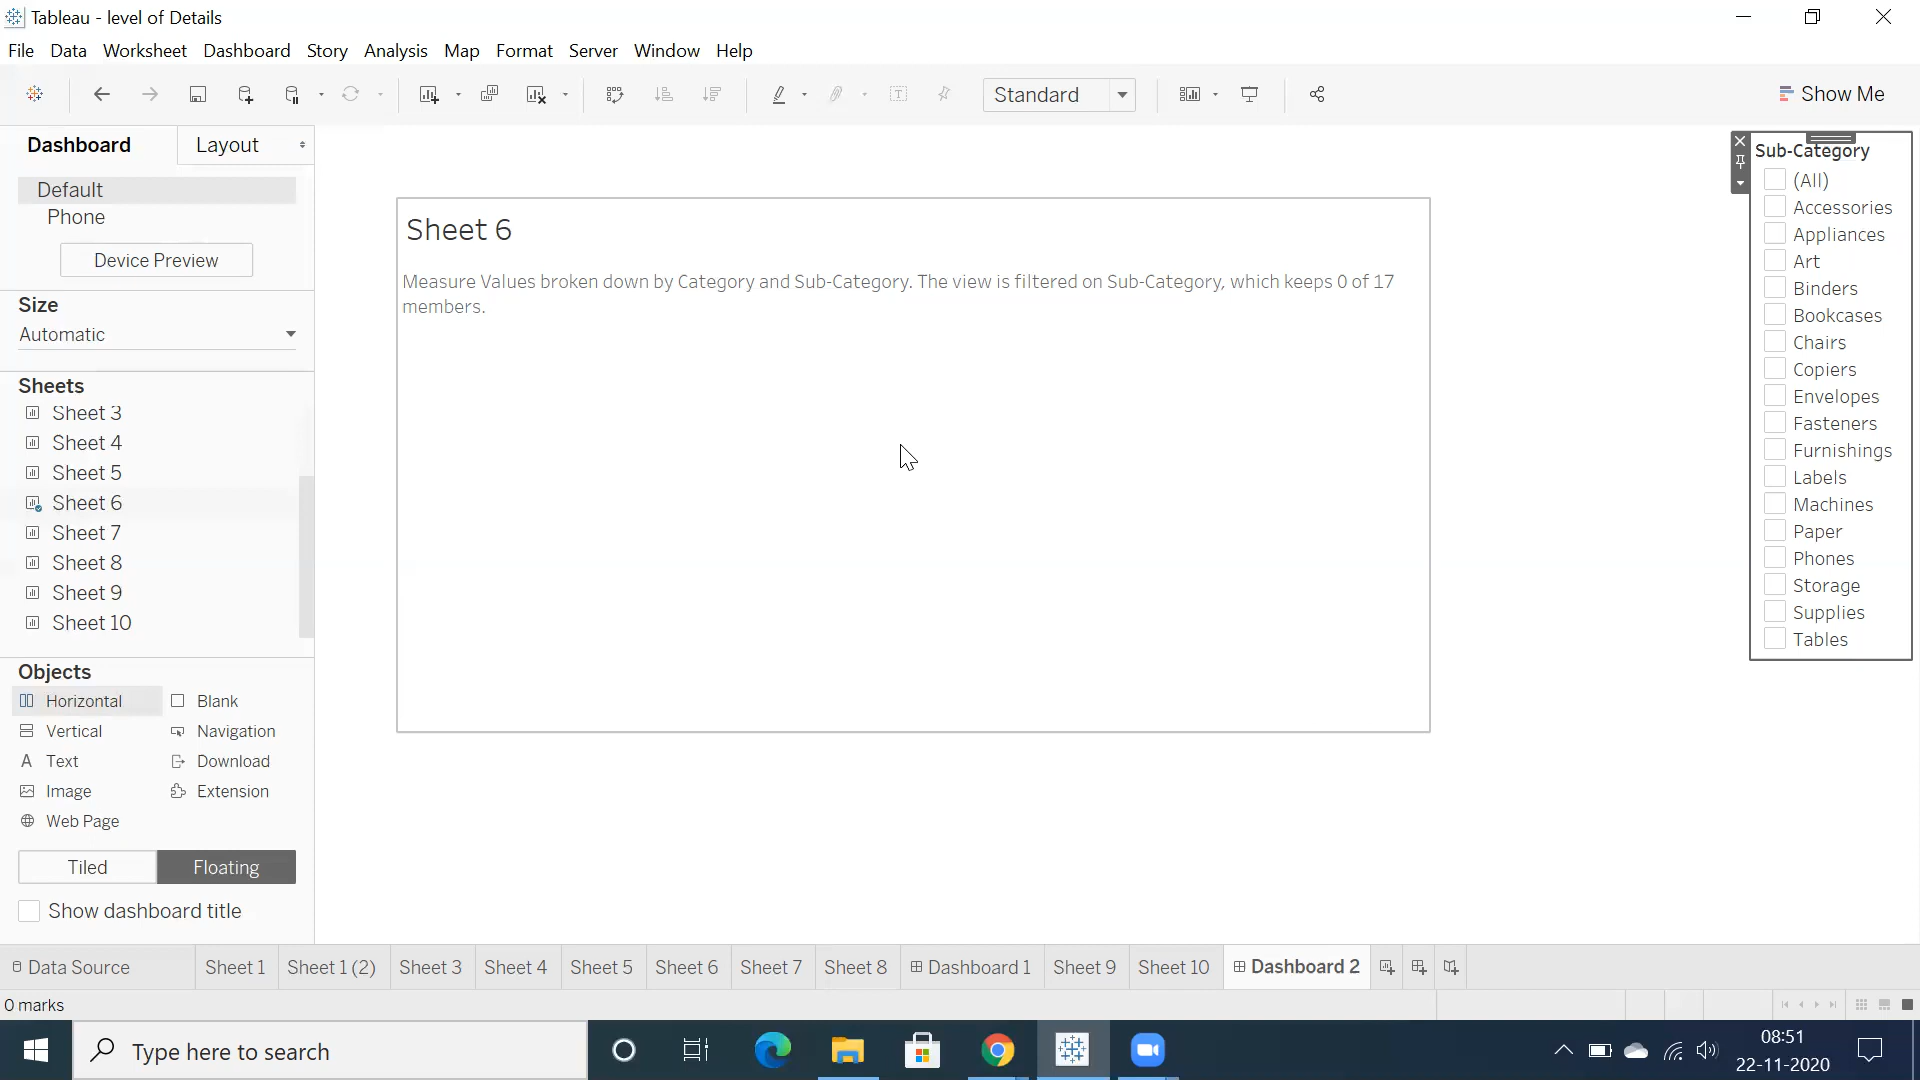 Tableau - level of Details
File Data Worksheet Dashboard Story Analysis Map Format Server Window Help
Standard
Show Me
Dashboard
Layout
Default
Phone
Device Preview
Size
Automatic
Sheets
Sheet 3
Sheet 4
Sheet 5
Sheet 6
Sheet 7
Sheet 8
Sheet 9
Sheet 10
Objects
Horizontal
Blank
Vertical
Navigation
A Text
Download
Image
Extension
Web Page
Tiled
Floating
Show dashboard title
Sheet 6
Measure Values broken down by Category and Sub-Category. The view is filtered on Sub-Category, which keeps 0 of 17
members.
Sub-Category
(All)
Accessories
Appliances
Art
Binders
Bookcases
Chairs
Copiers
Envelopes
Fasteners
Furnishings
Labels
Machines
Paper
Phones
Storage
Supplies
Tables
Data Source
Sheet 1
Sheet 1 (2)
Sheet 3
Sheet 4
Sheet 5
Sheet 6
Sheet 7
Sheet 8
Dashboard 1
Sheet 9
Sheet 10
Dashboard 2
0 marks
Type here to search
08:51
22-11-2020